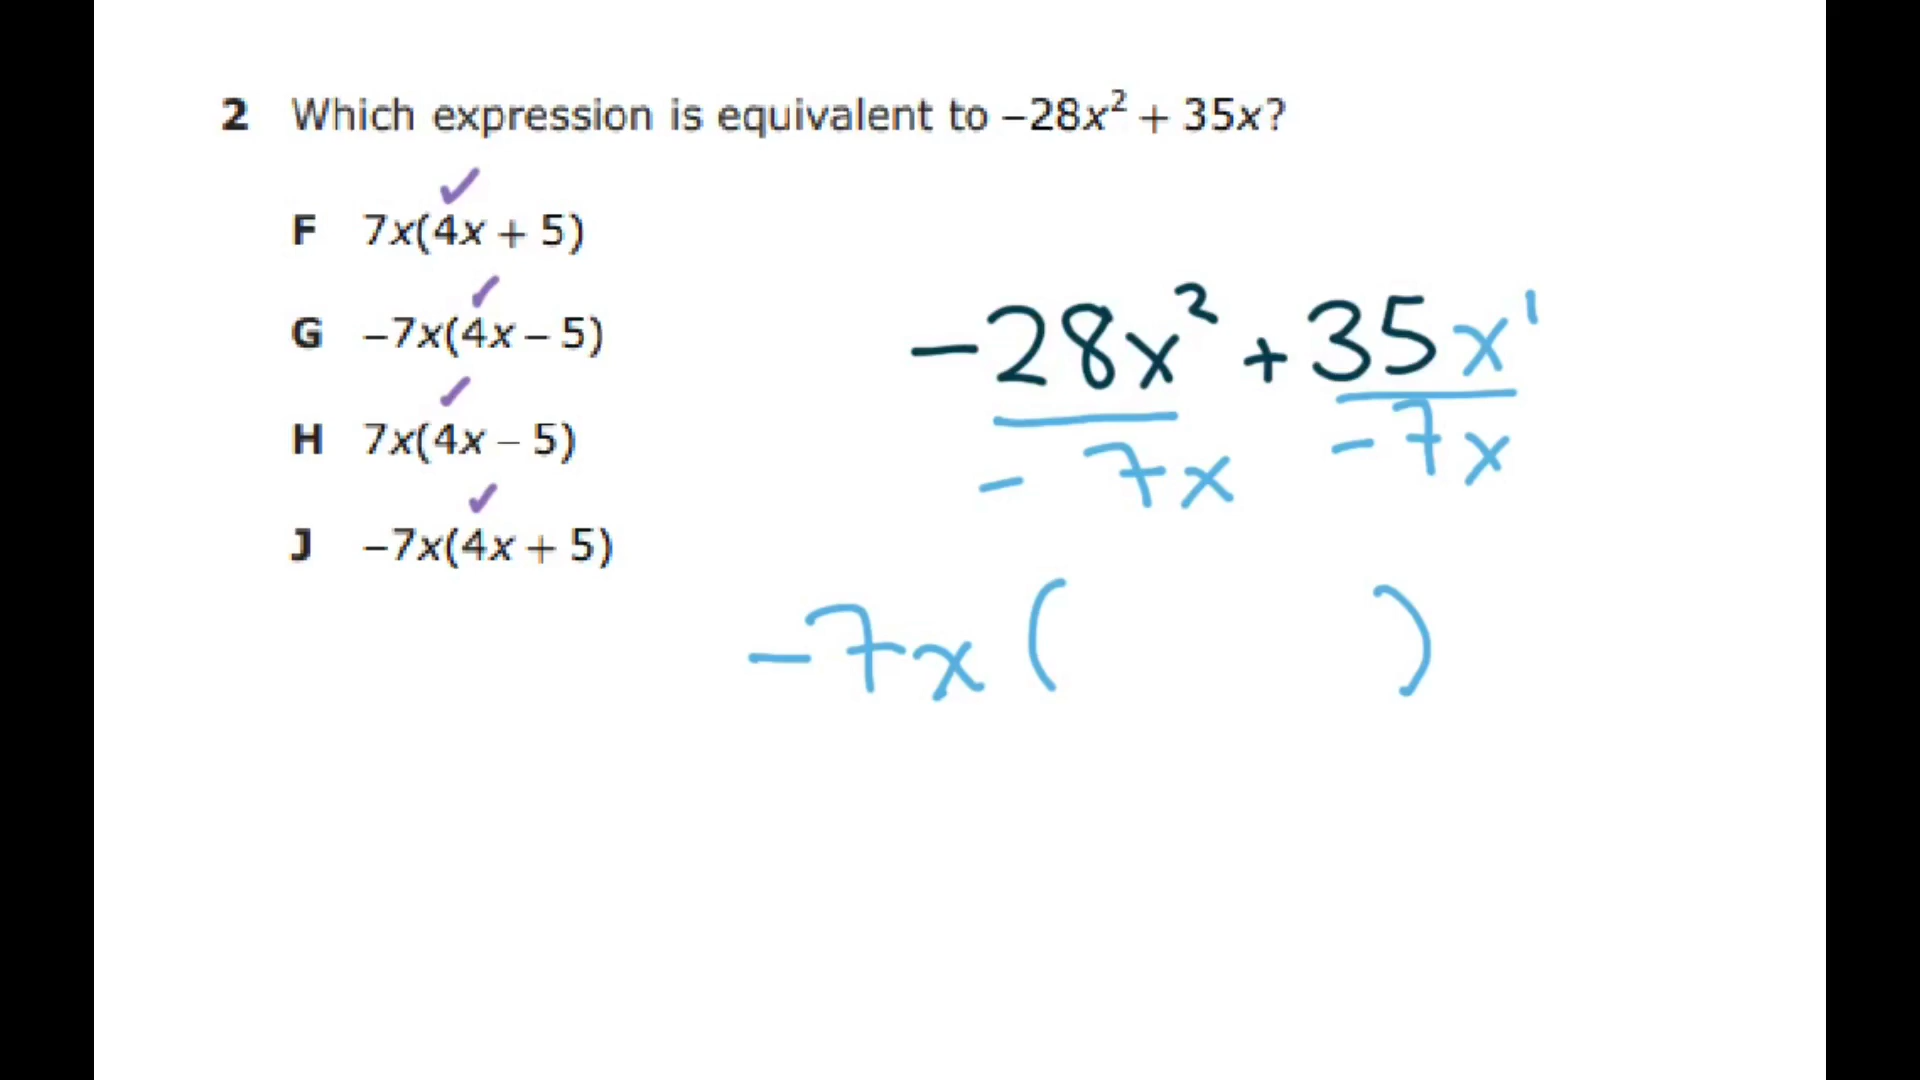 2 Which expression is equivalent to –28x² + 35x?
F 7x(4x + 5)
G –7x(4x – 5)
H 7x(4x – 5)
J –7x(4x + 5)
-28x² + 35x¹
-7x -7x
-7x ( )